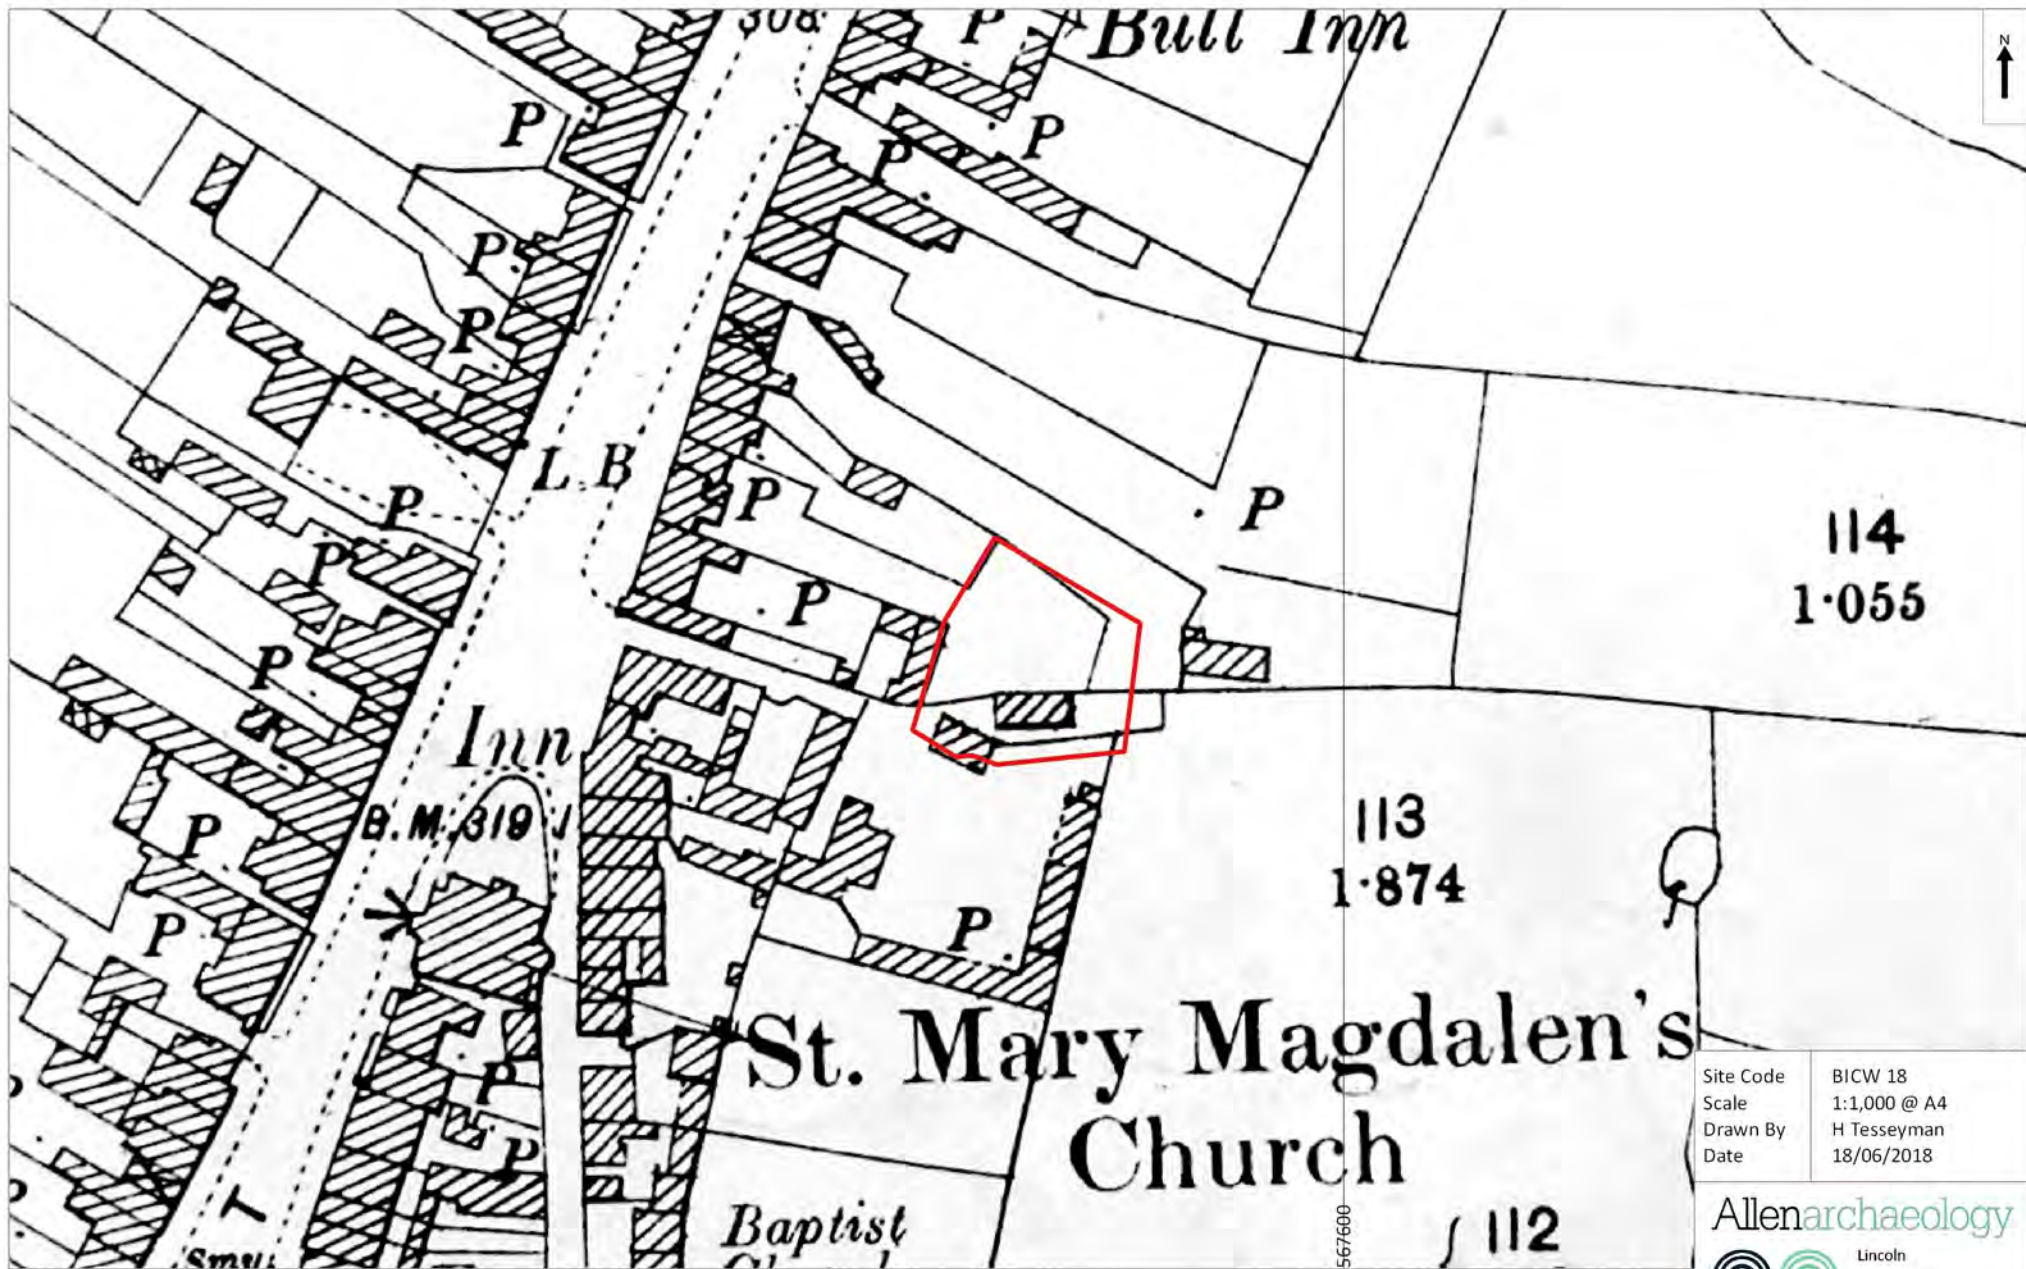 308
P
Bull Inn
N
P
P
P
P
P
L B
P
P
P
114
1·055
P
P
P
Inn
B.M. 319·1
113
1·874
P
P
P
St. Mary Magdalen's
Church
P
P
P
P
T
Baptist
567600
112
Site Code BICW 18
Scale 1:1,000 @ A4
Drawn By H Tesseyman
Date 18/06/2018
Allenarchaeology
Lincoln